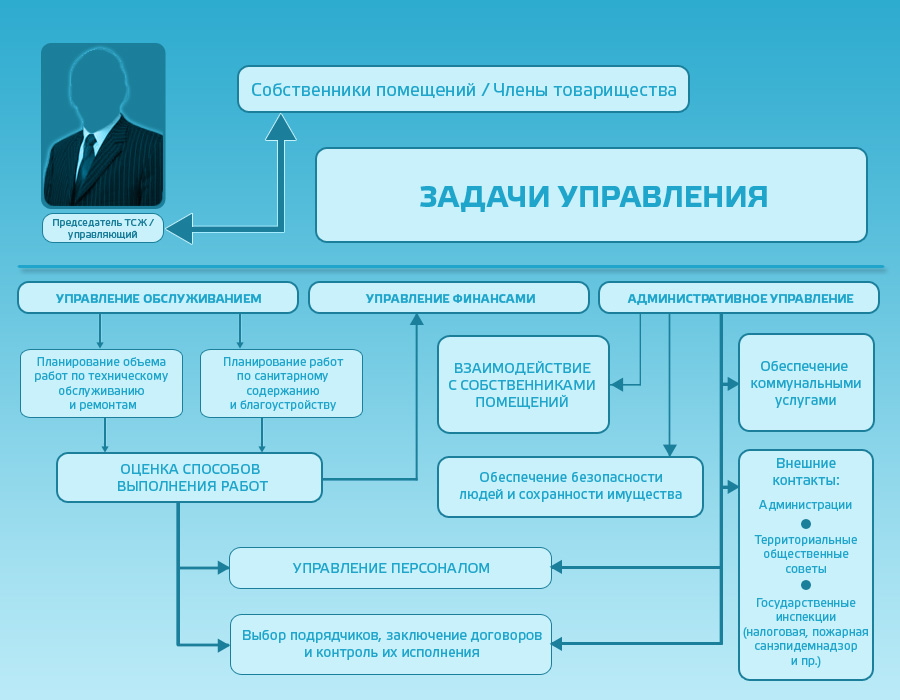 Собственники помещений / Члены товарищества
ЗАДАЧИ УПРАВЛЕНИЯ
Председатель ТСЖ /
управляющий
УПРАВЛЕНИЕ ОБСЛУЖИВАНИЕМ
УПРАВЛЕНИЕ ФИНАНСАМИ
АДМИНИСТРАТИВНОЕ УПРАВЛЕНИЕ
Планирование объема
работ по техническому
обслуживанию
и ремонтам
Планирование работ
по санитарному
содержанию
и благоустройству
ВЗАИМОДЕЙСТВИЕ
С СОБСТВЕННИКАМИ
ПОМЕЩЕНИЙ
Обеспечение
коммунальными
услугами
ОЦЕНКА СПОСОБОВ
ВЫПОЛНЕНИЯ РАБОТ
Обеспечение безопасности
людей и сохранности имущества
Внешние
контакты:
Администрации
Территориальные
общественные
советы
Государственные
инспекции
(налоговая, пожарная
санэпидемнадзор
и пр.)
УПРАВЛЕНИЕ ПЕРСОНАЛОМ
Выбор подрядчиков, заключение договоров
и контроль их исполнения